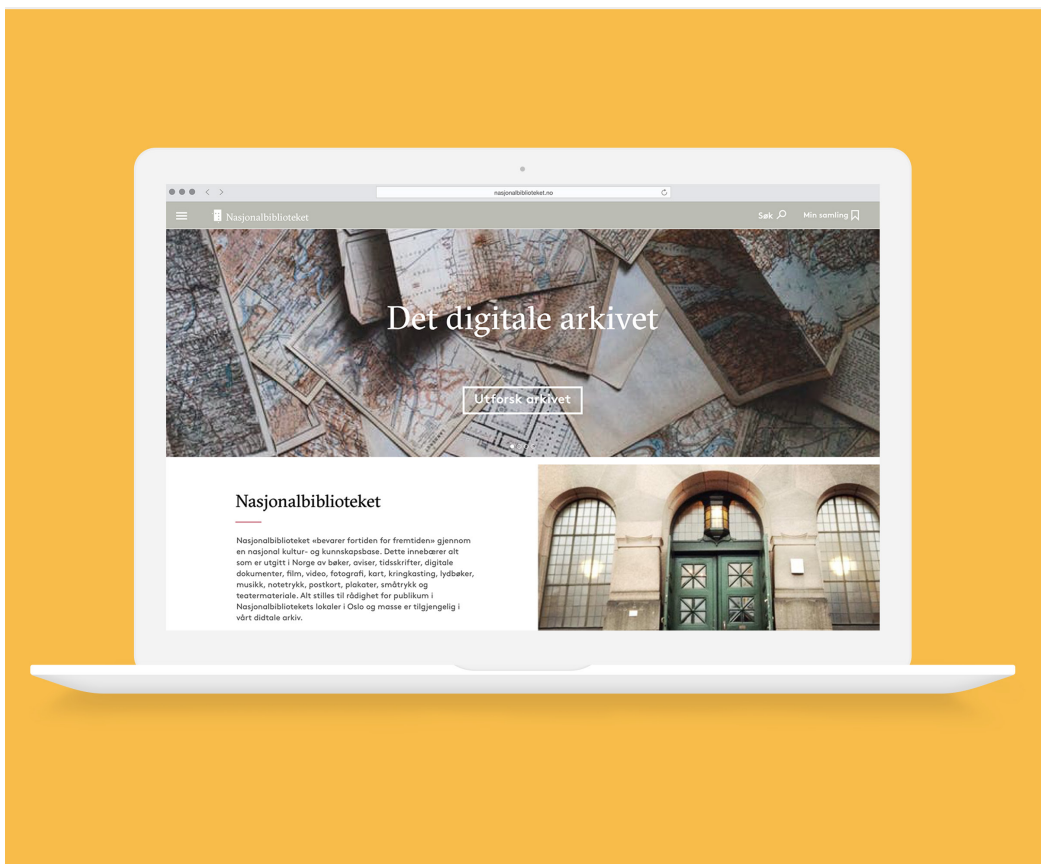 nasjonalbiblioteket.no
Nasjonalbiblioteket
Søk
Min samling
Det digitale arkivet
Utforsk arkivet
Nasjonalbiblioteket
Nasjonalbiblioteket «bevarer fortiden for fremtiden» gjennom
en nasjonal kultur- og kunnskapsbase. Dette innebærer alt
som er utgitt i Norge av bøker, aviser, tidsskrifter, digitale
dokumenter, film, video, fotografi, kart, kringkasting, lydbøker,
musikk, notetrykk, postkort, plakater, småtrykk og
teatermateriale. Alt stilles til rådighet for publikum i
Nasjonalbibliotekets lokaler i Oslo og masse er tilgjengelig i
vårt didtale arkiv.